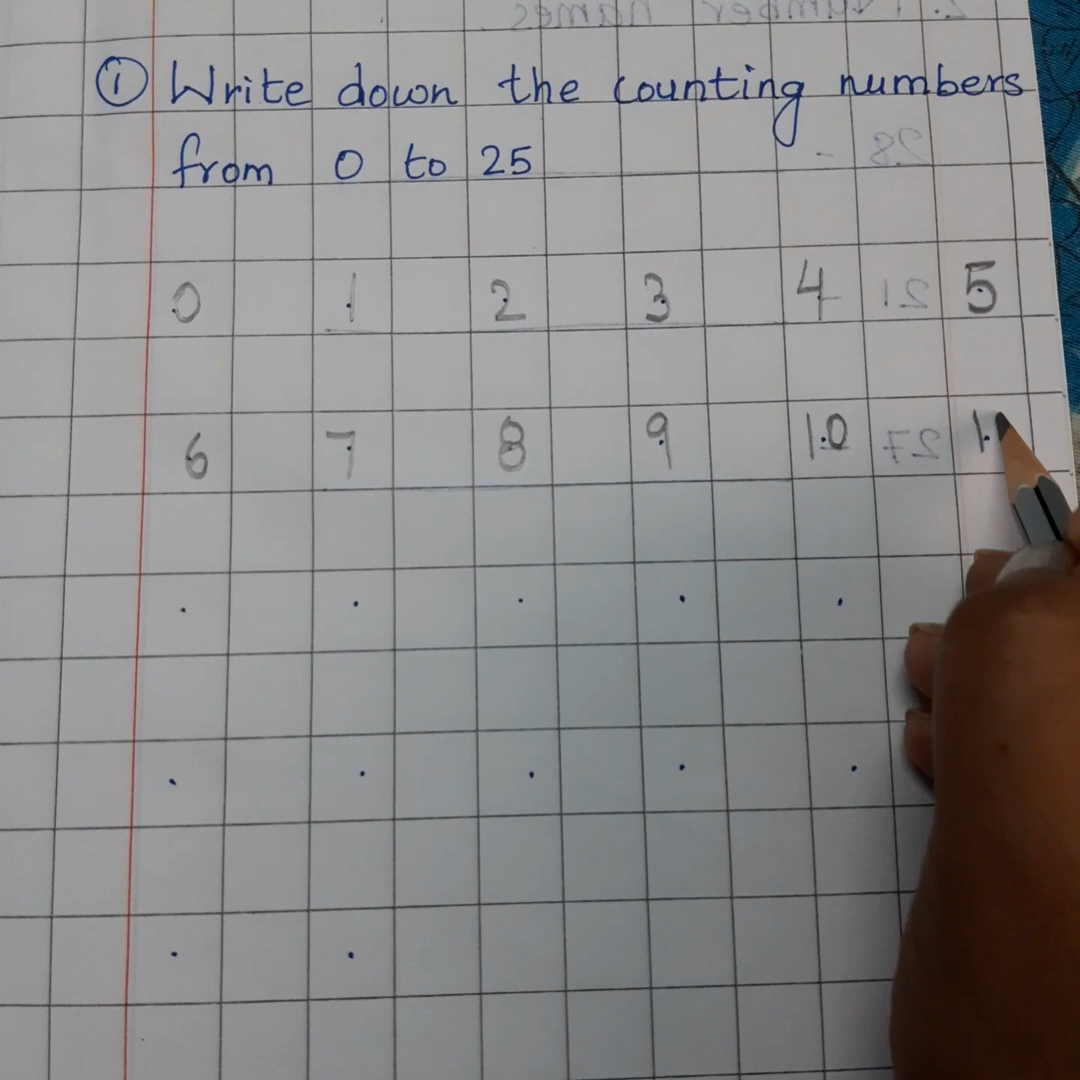 ① Write down the counting numbers
from 0 to 25
0 1 2 3 4 5
6 7 8 9 10